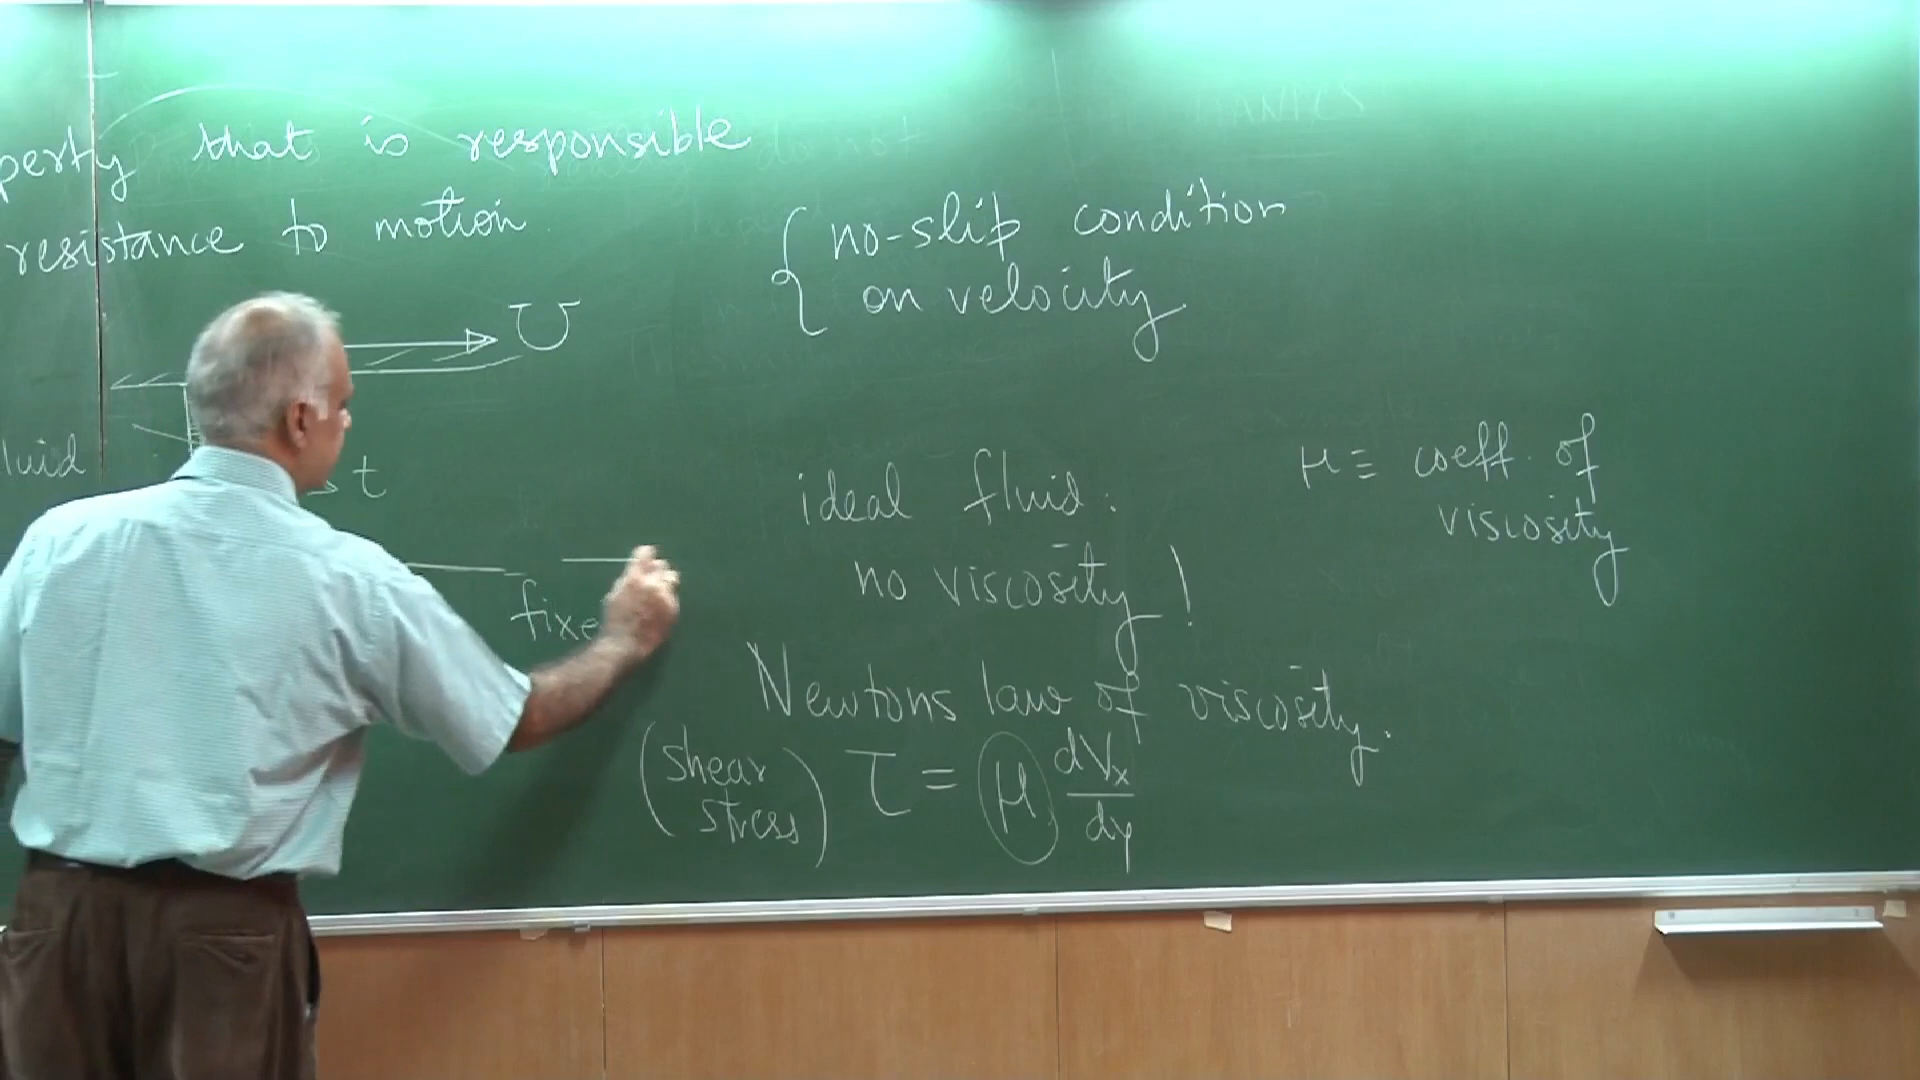 perty that is responsible
resistance to motion
U
luid
t
fixe
{ no-slip condition
on velocity
ideal fluid:
no viscosity!
μ ≡ coeff. of
viscosity
Newtons law of viscosity.
(shear stress) τ = μ dVx/dy